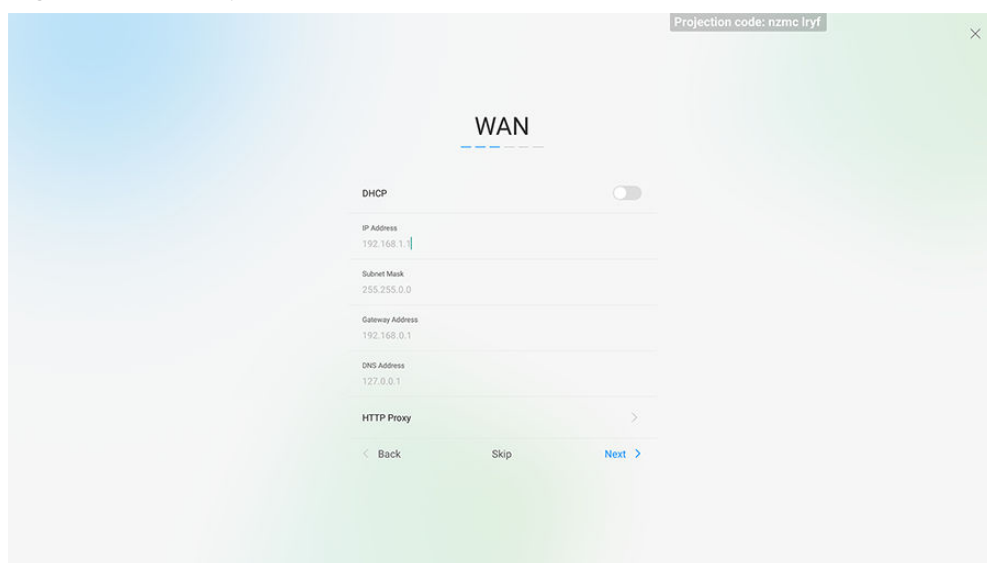 Projection code: nzmc lryf
WAN
DHCP
IP Address
192.168.1.1
Subnet Mask
255.255.0.0
Gateway Address
192.168.0.1
DNS Address
127.0.0.1
HTTP Proxy
Back Skip Next